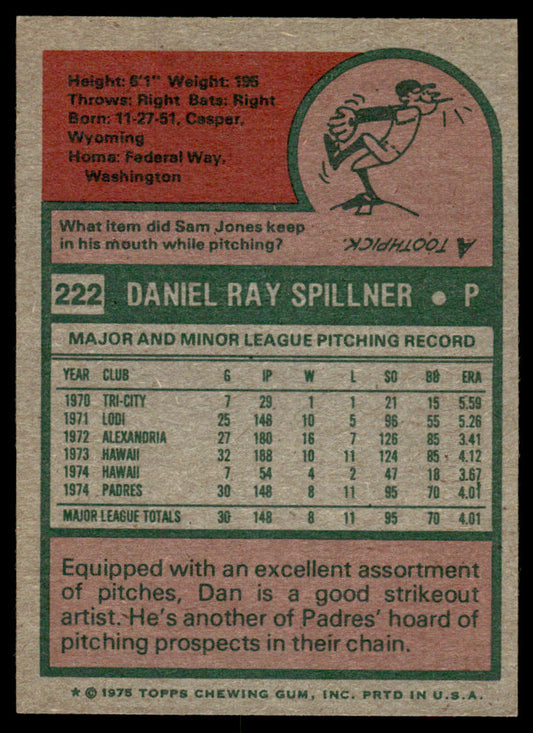 Height: 6'1" Weight: 195
Throws: Right Bats: Right
Born: 11-27-51, Casper,
Wyoming
Home: Federal Way,
Washington
What item did Sam Jones keep
in his mouth while pitching?
A TOOTHPICK.
222 DANIEL RAY SPILLNER • P
MAJOR AND MINOR LEAGUE PITCHING RECORD
YEAR CLUB G IP W L SO BB ERA
1970 TRI-CITY 7 29 1 1 21 15 5.59
1971 LODI 25 148 10 5 96 55 5.26
1972 ALEXANDRIA 27 180 16 7 126 85 3.41
1973 HAWAII 32 188 10 11 124 85 4.12
1974 HAWAII 7 54 4 2 47 18 3.67
1974 PADRES 30 148 8 11 95 70 4.01
MAJOR LEAGUE TOTALS 30 148 8 11 95 70 4.01
Equipped with an excellent assortment
of pitches, Dan is a good strikeout
artist. He's another of Padres' hoard of
pitching prospects in their chain.
* © 1975 TOPPS CHEWING GUM, INC. PRTD IN U.S.A.